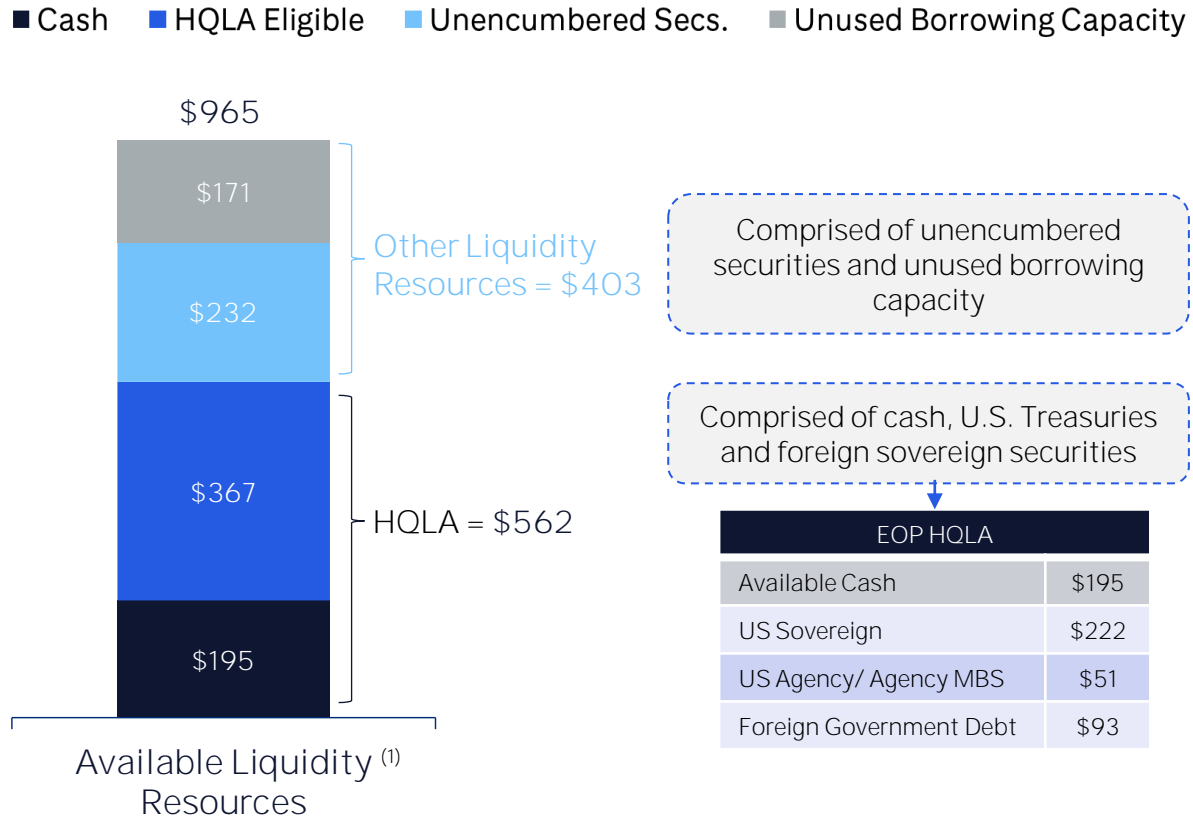 Cash HQLA Eligible Unencumbered Secs. Unused Borrowing Capacity
$965
$171
$232
$367
$195
Other Liquidity
Resources = $403
HQLA = $562
Available Liquidity (1)
Resources
Comprised of unencumbered
securities and unused borrowing
capacity
Comprised of cash, U.S. Treasuries
and foreign sovereign securities
EOP HQLA
Available Cash $195
US Sovereign $222
US Agency/ Agency MBS $51
Foreign Government Debt $93